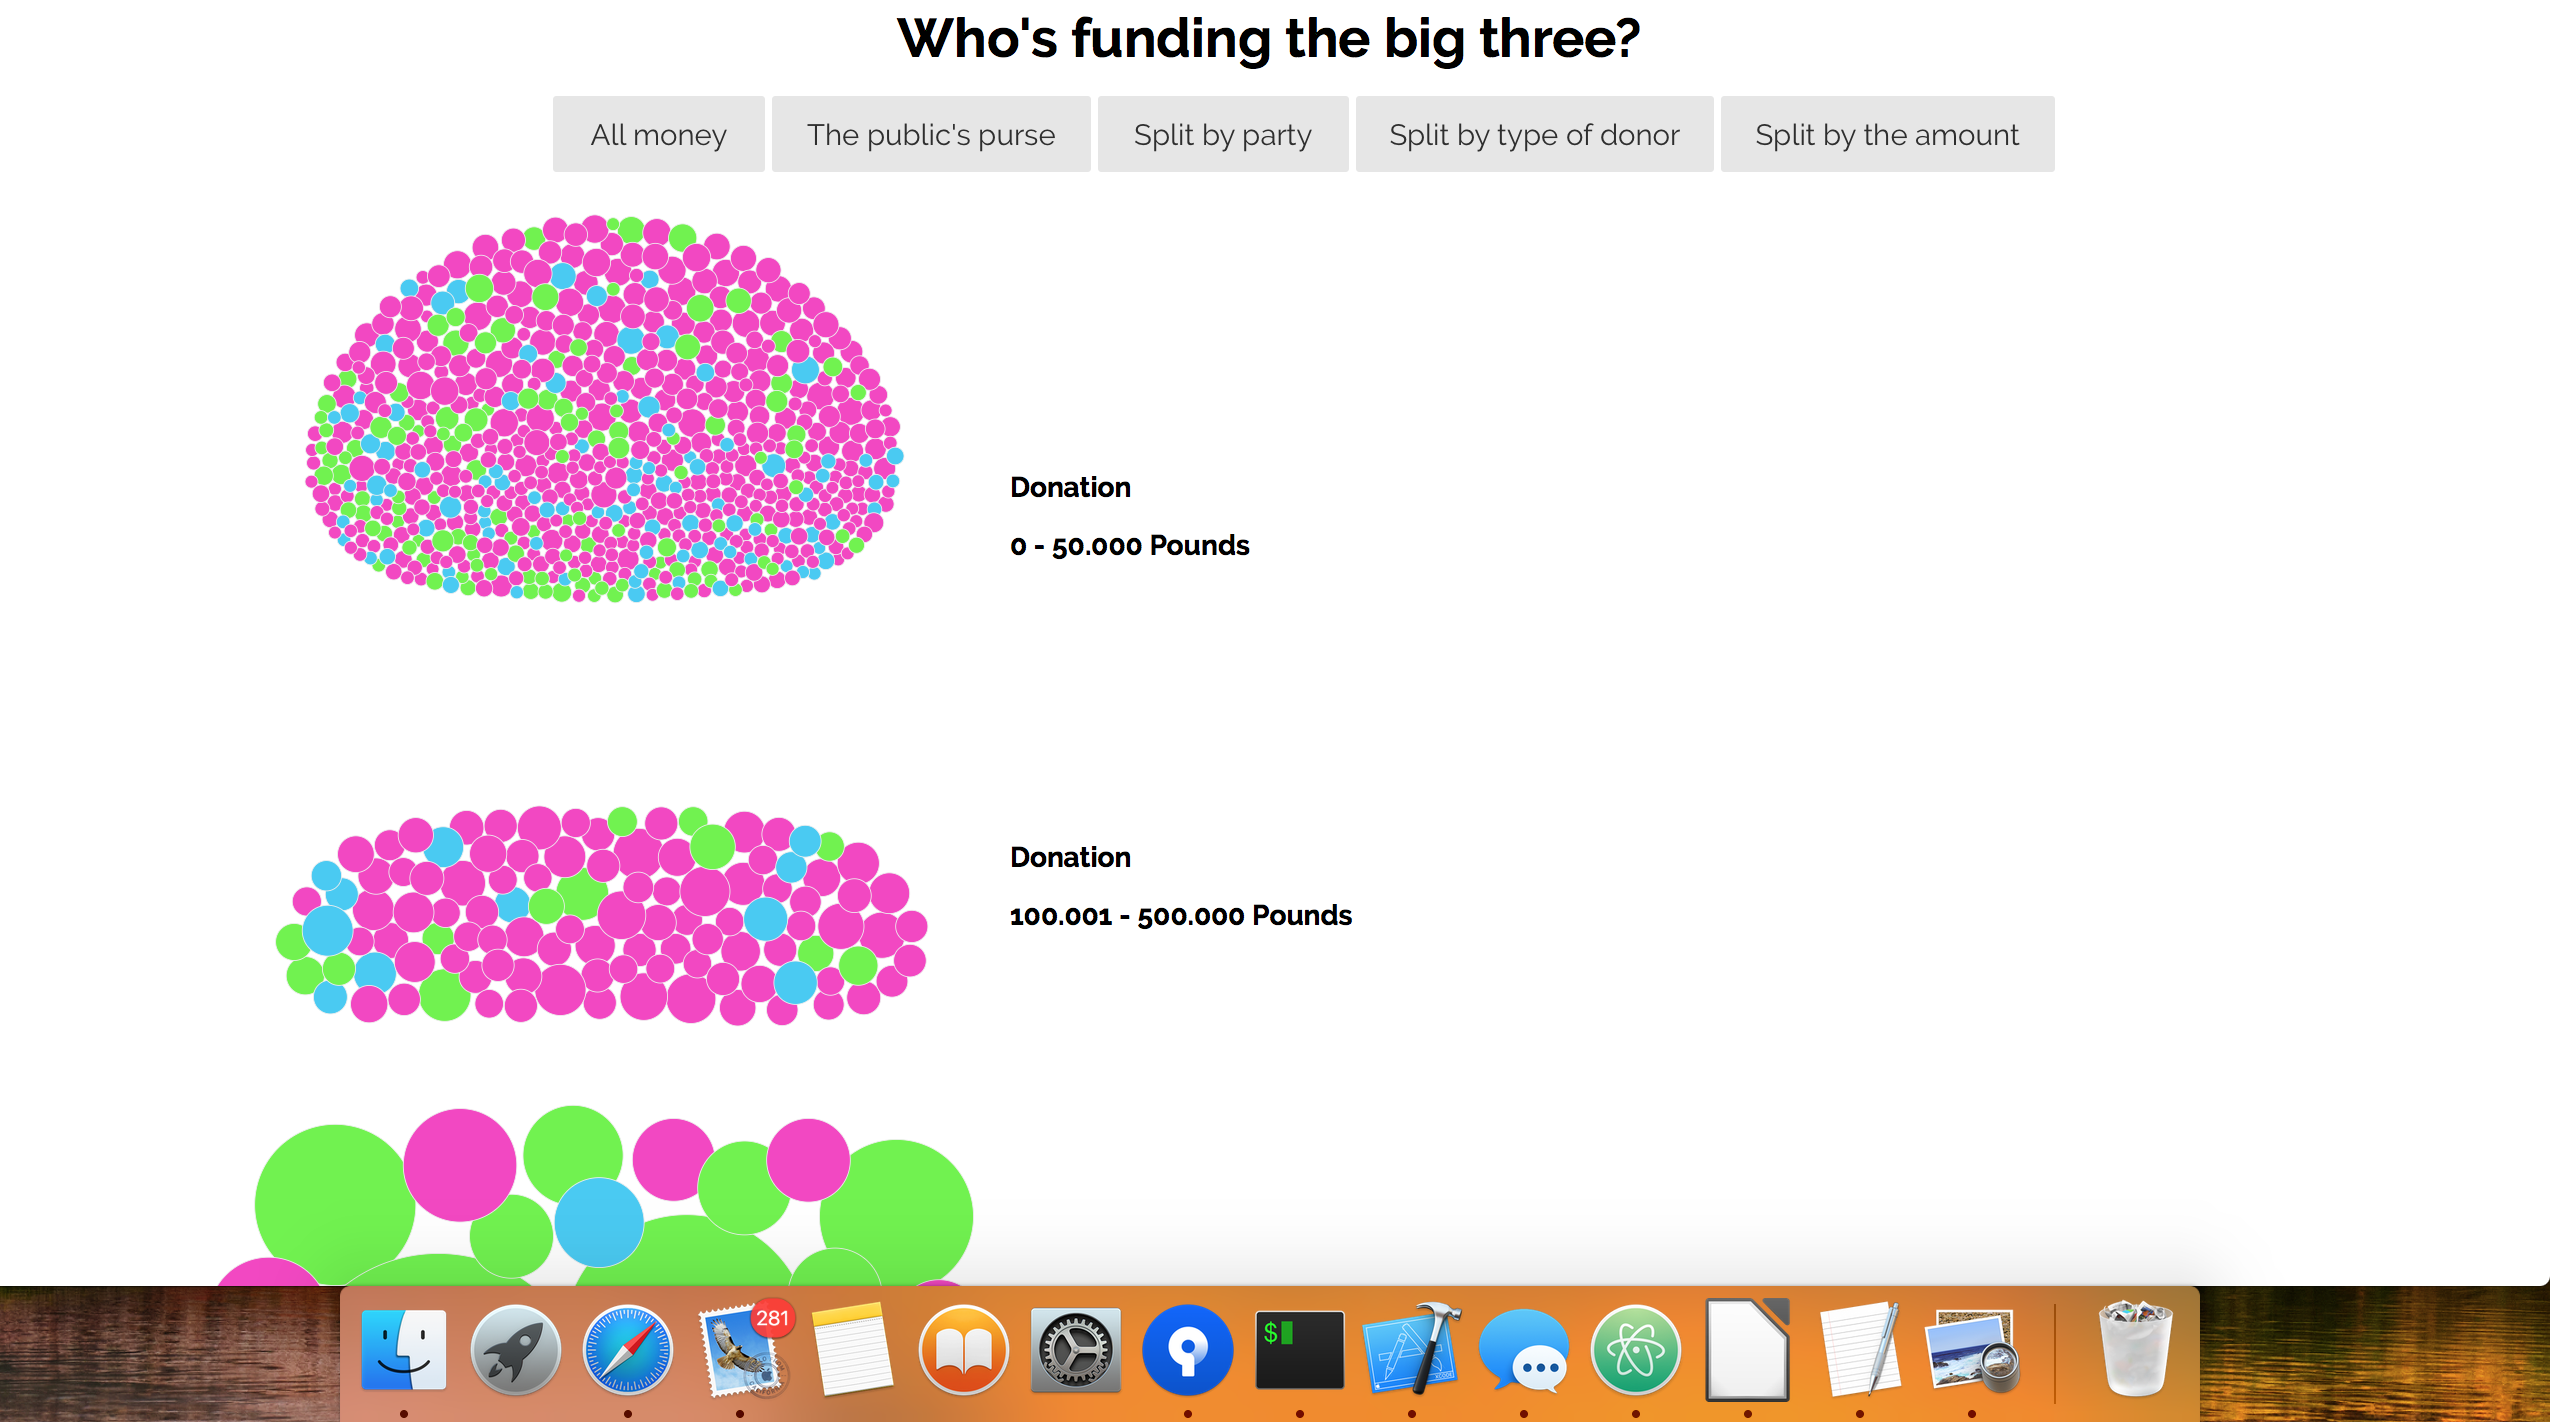 Who's funding the big three?
All money
The public's purse
Split by party
Split by type of donor
Split by the amount
Donation
0 - 50.000 Pounds
Donation
100.001 - 500.000 Pounds
281
$